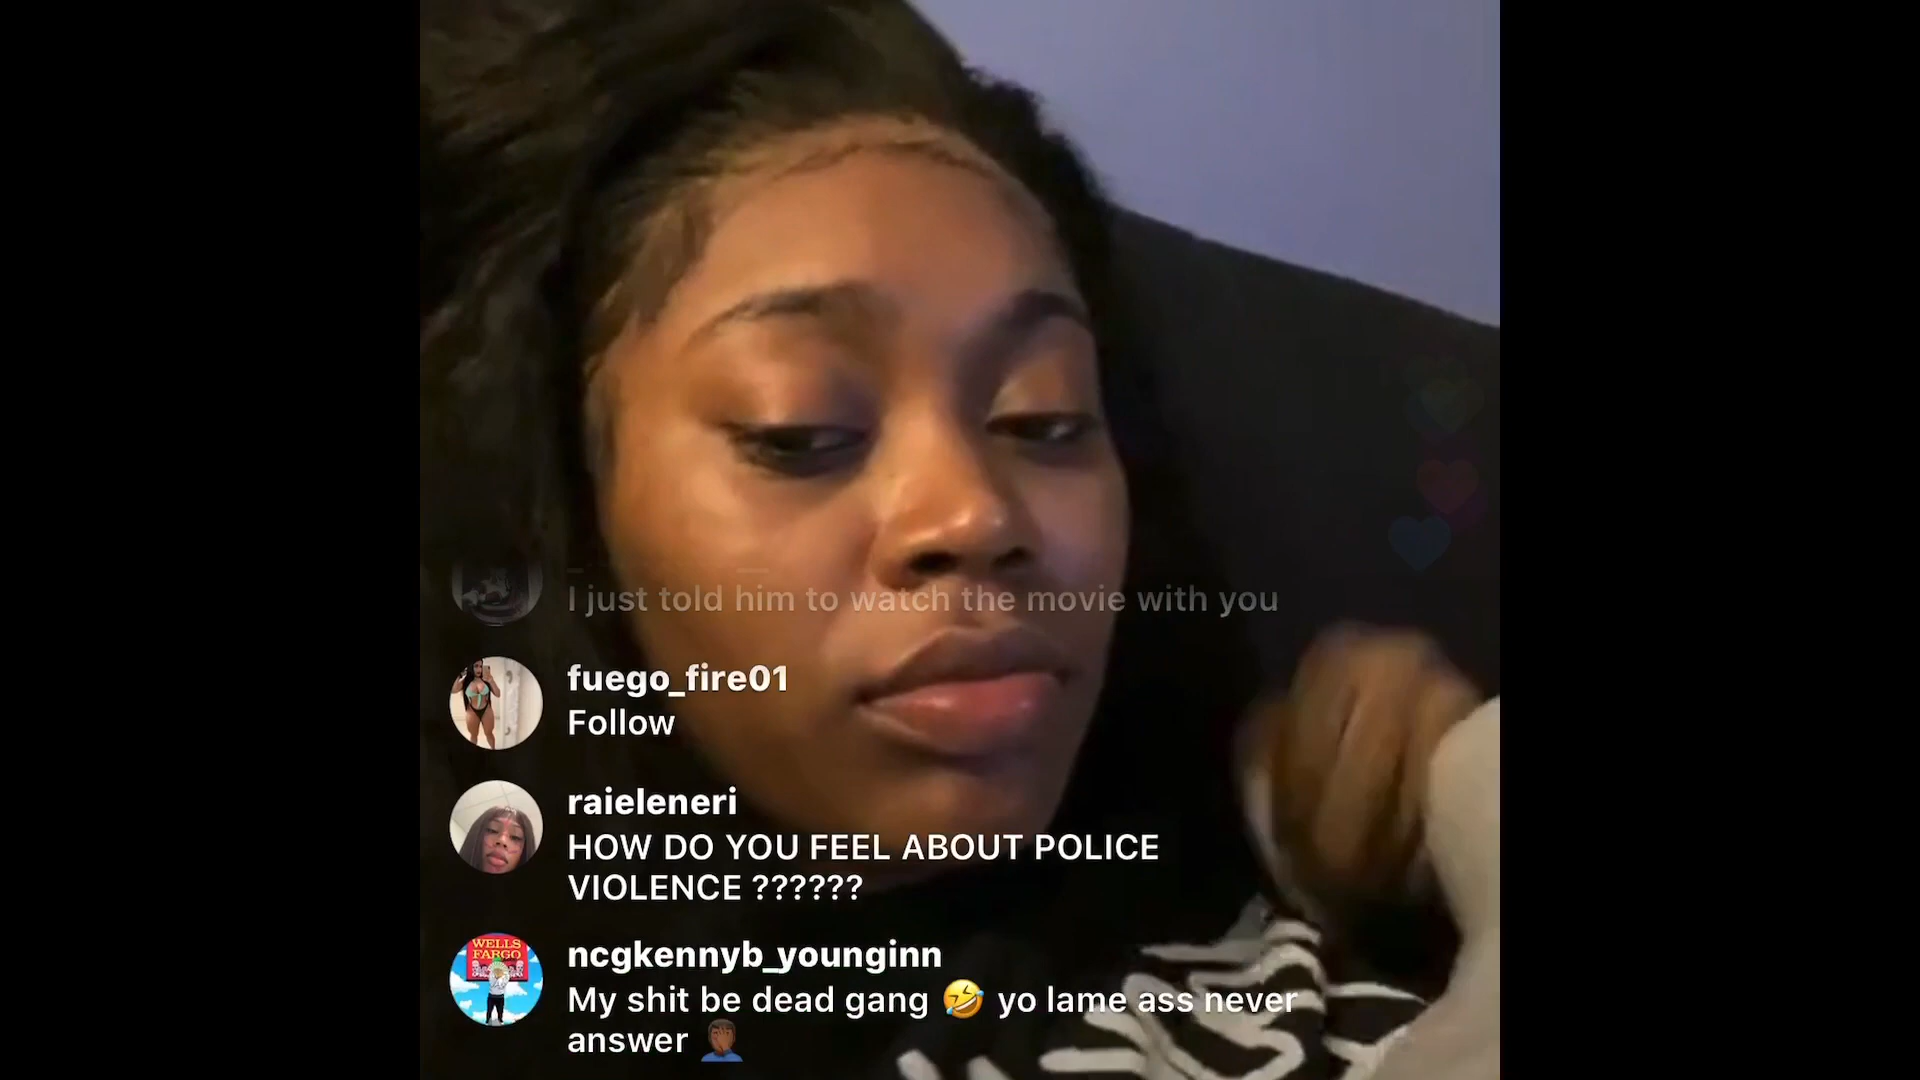 I just told him to watch the movie with you
fuego_fire01
Follow
raieleneri
HOW DO YOU FEEL ABOUT POLICE
VIOLENCE ??????
WELLS
FARGO
ncgkennyb_younginn
My shit be dead gang 🤣 yo lame ass never
answer 🤦🏾‍♂️